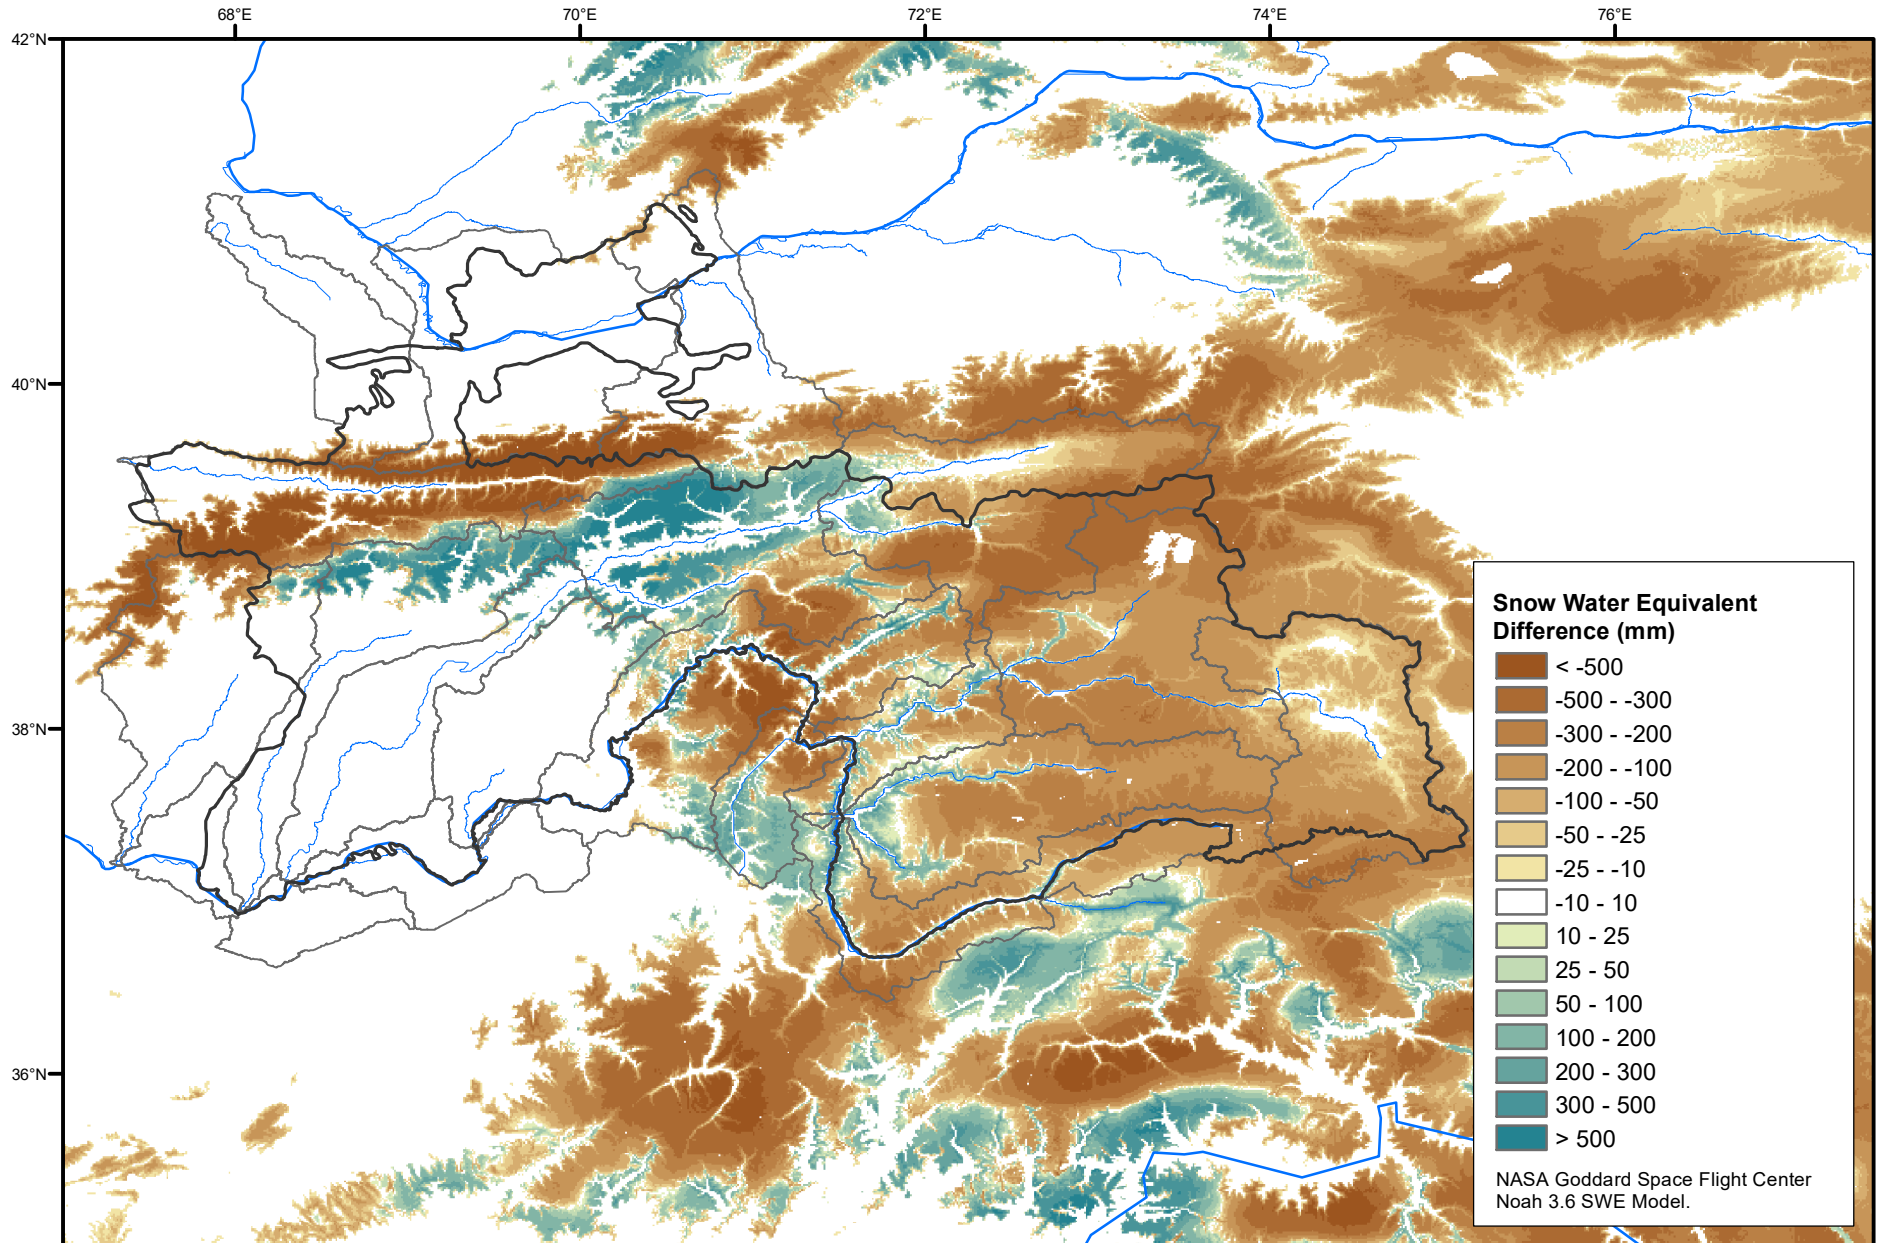 68°E
70°E
72°E
74°E
76°E
42°N
40°N
38°N
36°N
Snow Water Equivalent
Difference (mm)
< -500
-500 - -300
-300 - -200
-200 - -100
-100 - -50
-50 - -25
-25 - -10
-10 - 10
10 - 25
25 - 50
50 - 100
100 - 200
200 - 300
300 - 500
> 500
NASA Goddard Space Flight Center
Noah 3.6 SWE Model.